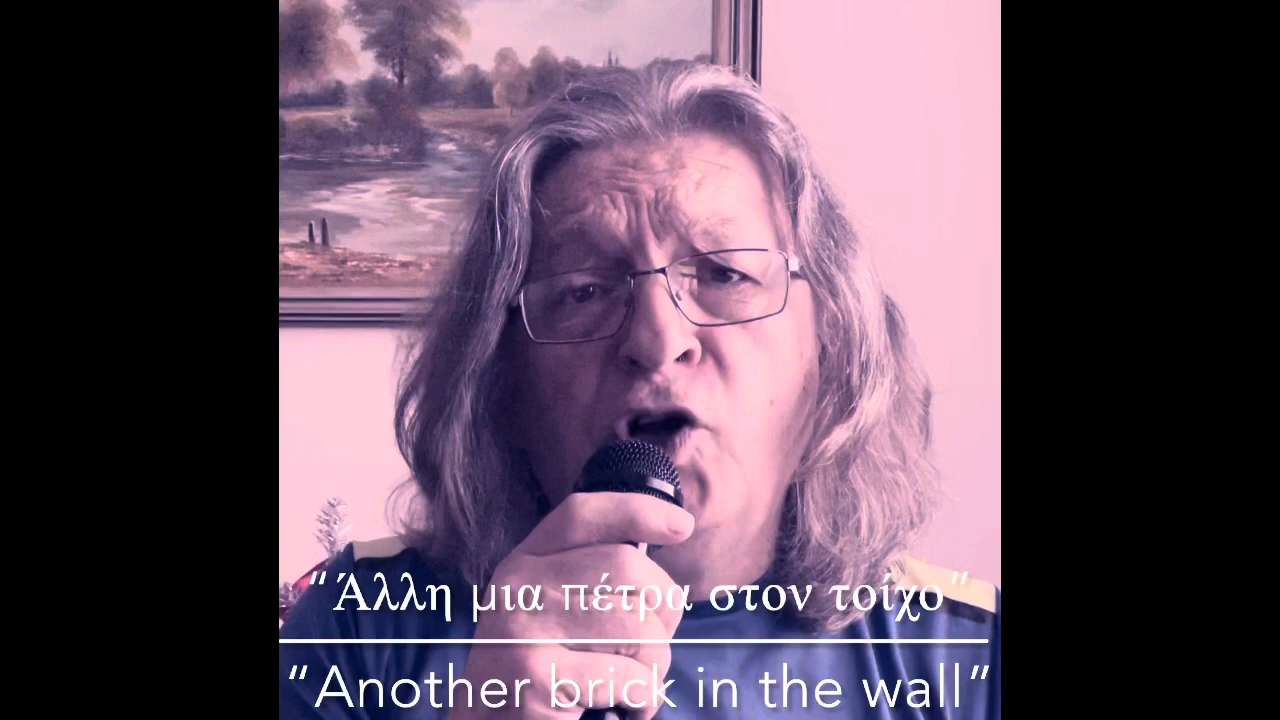 “Άλλη μια πέτρα στον τοίχο”
“Another brick in the wall”